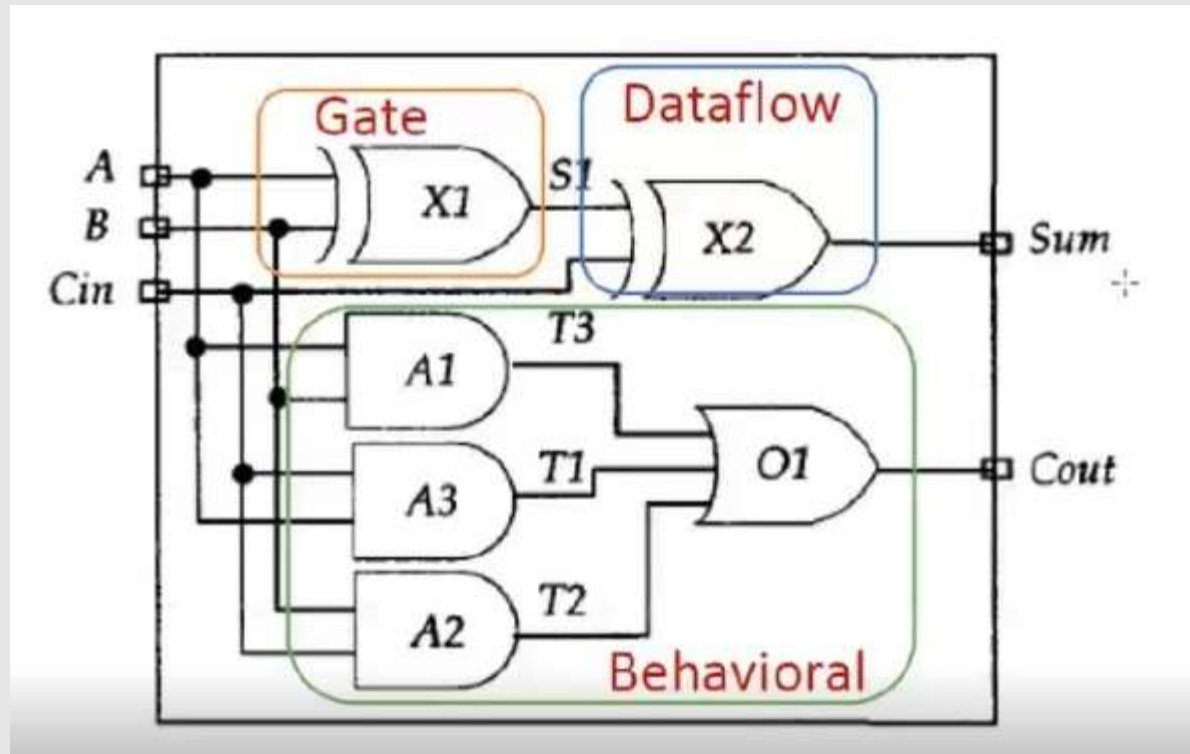 Gate
Dataflow
A
X1
S1
B
X2
Sum
Cin
A1
T3
A3
T1
O1
Cout
A2
T2
Behavioral